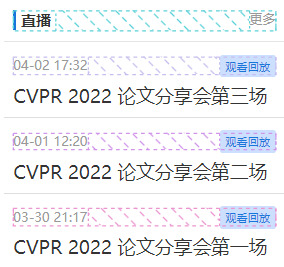 直播 更多
04-02 17:32 观看回放
CVPR 2022 论文分享会第三场
04-01 12:20 观看回放
CVPR 2022 论文分享会第二场
03-30 21:17 观看回放
CVPR 2022 论文分享会第一场